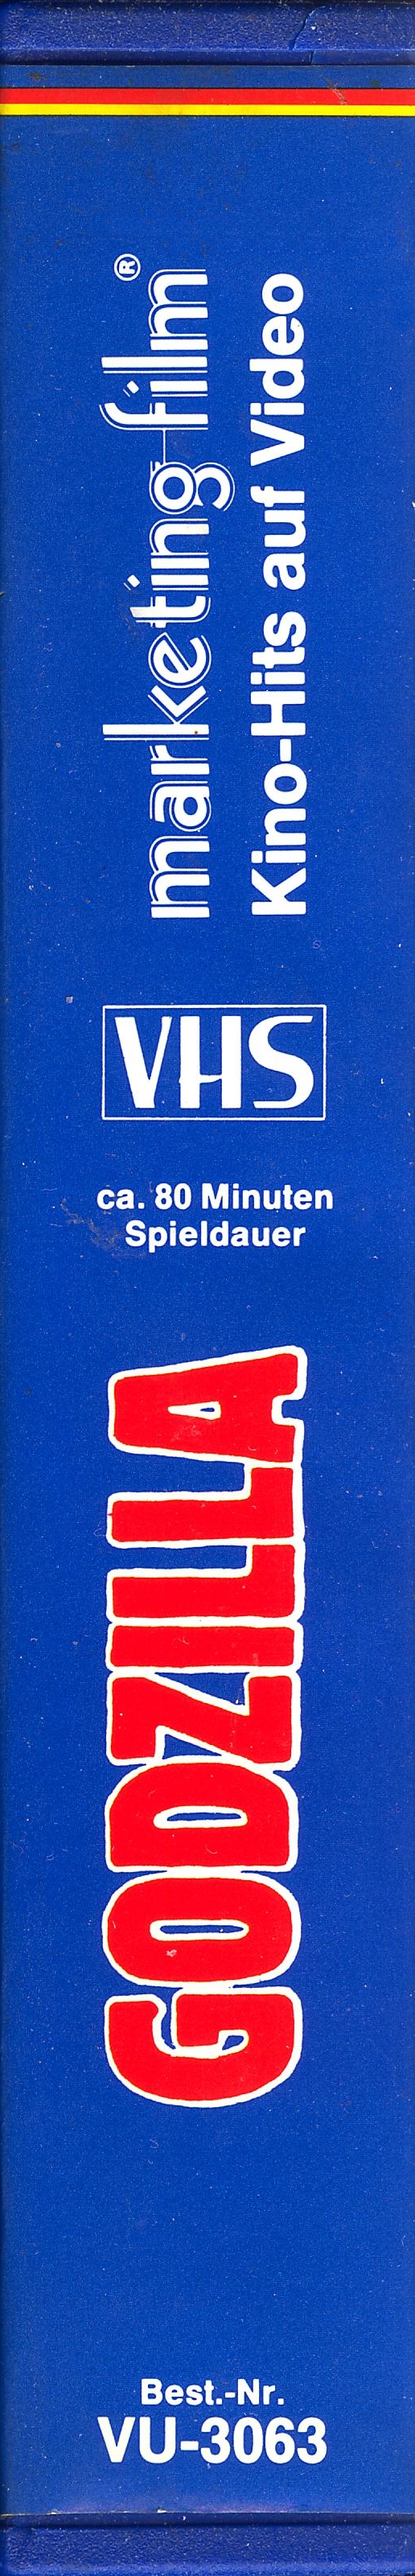 marketing-film®
Kino-Hits auf Video
VHS
ca. 80 Minuten
Spieldauer
GODZILLA
Best.-Nr.
VU-3063